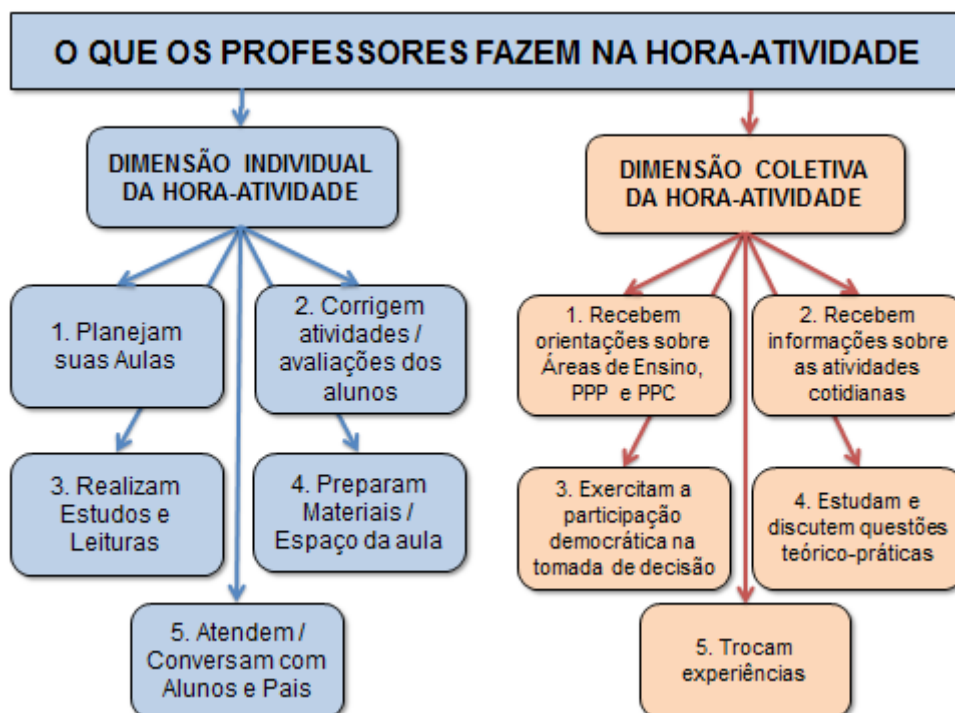 O QUE OS PROFESSORES FAZEM NA HORA-ATIVIDADE
DIMENSÃO INDIVIDUAL
DA HORA-ATIVIDADE
DIMENSÃO COLETIVA
DA HORA-ATIVIDADE
1. Planejam
suas Aulas
2. Corrigem
atividades /
avaliações dos
alunos
1. Recebem
orientações sobre
Áreas de Ensino,
PPP e PPC
2. Recebem
informações sobre
as atividades
cotidianas
3. Realizam
Estudos e
Leituras
4. Preparam
Materiais /
Espaço da aula
3. Exercitam a
participação
democrática na
tomada de decisão
4. Estudam e
discutem questões
teórico-práticas
5. Atendem /
Conversam com
Alunos e Pais
5. Trocam
experiências